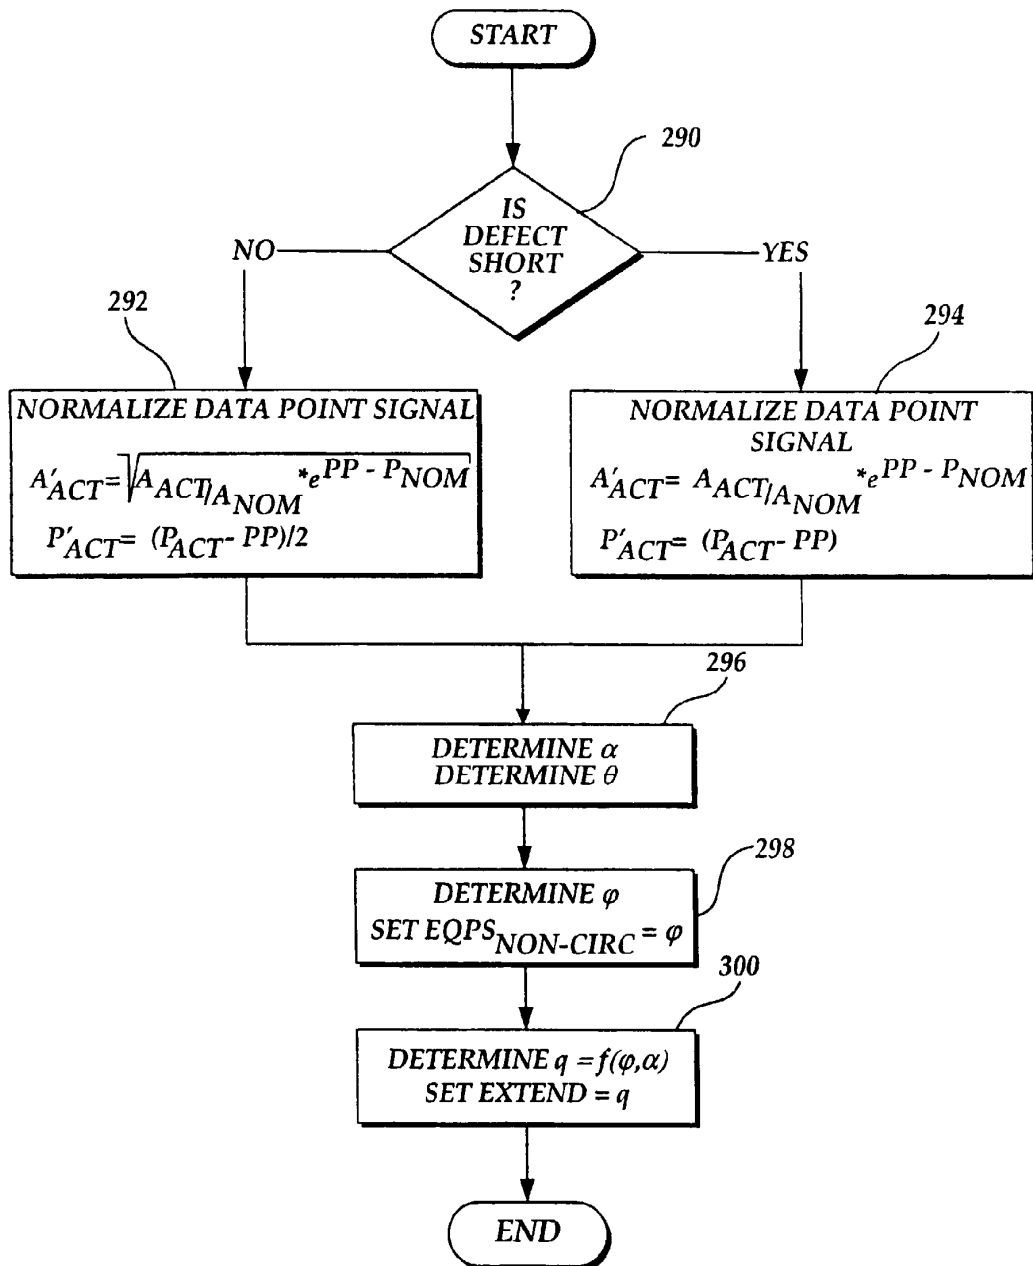 START
290
IS
DEFECT
SHORT
?
NO
YES
292
NORMALIZE DATA POINT SIGNAL
A'ACT=√AACT/ANOM*ePP - PNOM
P'ACT= (PACT- PP)/2
294
NORMALIZE DATA POINT
SIGNAL
A'ACT= AACT/ANOM*ePP - PNOM
P'ACT= (PACT- PP)
296
DETERMINE α
DETERMINE θ
298
DETERMINE φ
SET EQPSNON-CIRC = φ
300
DETERMINE q = f(φ,α)
SET EXTEND = q
END